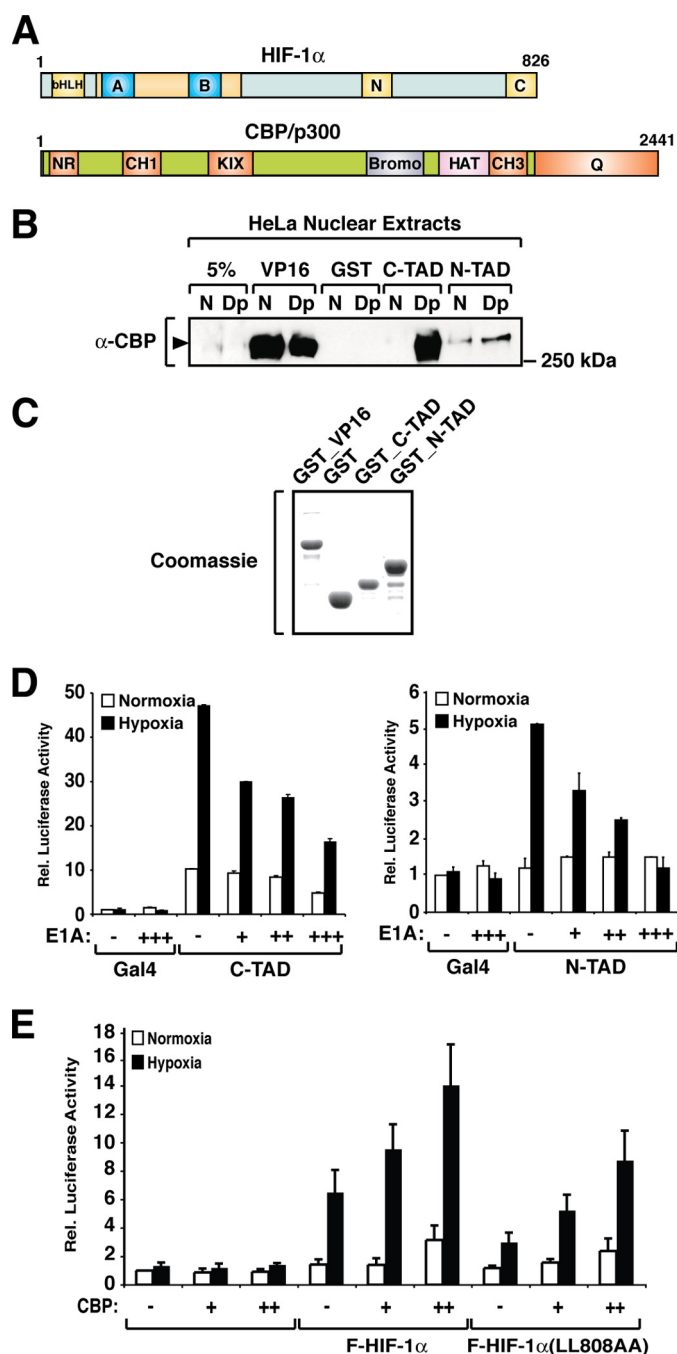 A
HIF-1α
1 826
bHLH A B N C
CBP/p300
1 2441
NR CH1 KIX Bromo HAT CH3 Q
B
HeLa Nuclear Extracts
5% VP16 GST C-TAD N-TAD
N Dp N Dp N Dp N Dp N Dp
α-CBP
250 kDa
C
GST_VP16
GST
GST_C-TAD
GST_N-TAD
Coomassie
D
Rel. Luciferase Activity
50
40
30
20
10
0
Normoxia
Hypoxia
E1A: - +++ - + ++ +++
Gal4 C-TAD
Rel. Luciferase Activity
6
5
4
3
2
1
0
Normoxia
Hypoxia
E1A: - +++ - + ++ +++
Gal4 N-TAD
E
Rel. Luciferase Activity
18
16
14
12
10
8
6
4
2
0
Normoxia
Hypoxia
CBP: - + ++ - + ++ - + ++
F-HIF-1α F-HIF-1α(LL808AA)